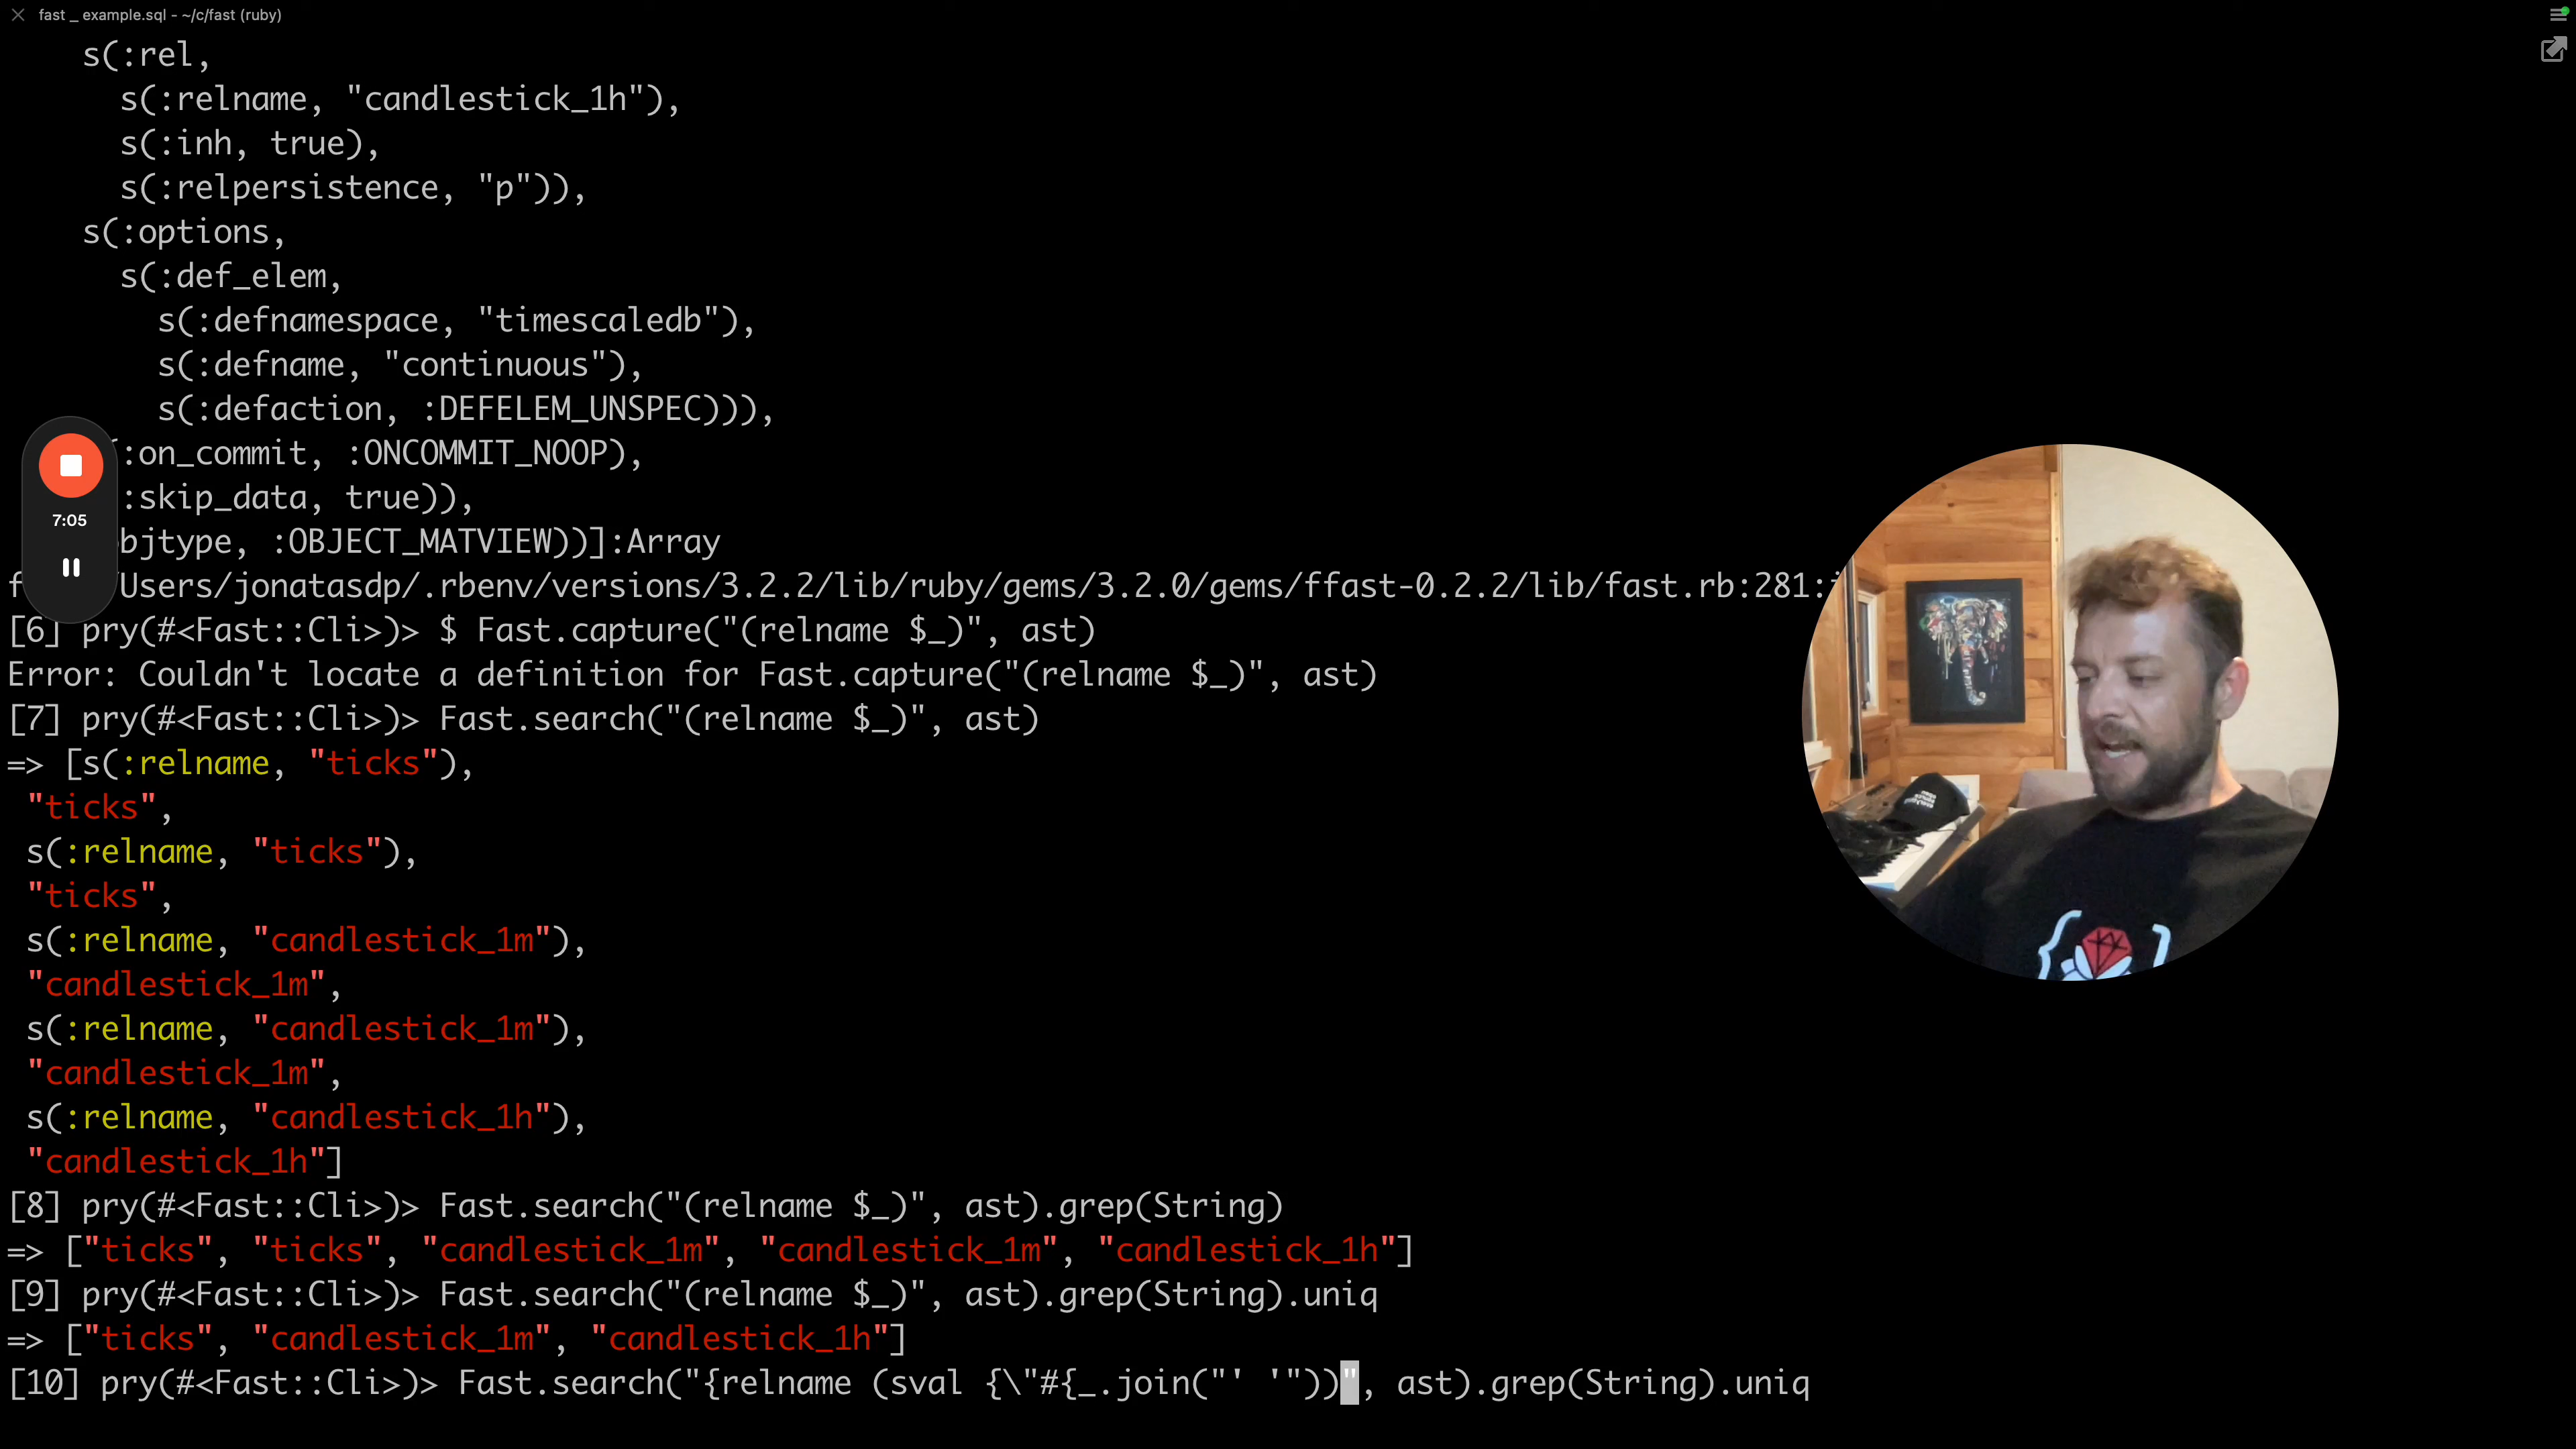 fast _ example.sql - ~/c/fast (ruby)
s(:rel,
s(:relname, "candlestick_1h"),
s(:inh, true),
s(:relpersistence, "p")),
s(:options,
s(:def_elem,
s(:defnamespace, "timescaledb"),
s(:defname, "continuous"),
s(:defaction, :DEFELEM_UNSPEC))),
:on_commit, :ONCOMMIT_NOOP),
:skip_data, true)),
7:05
bjtype, :OBJECT_MATVIEW))]:Array
f Users/jonatasdp/.rbenv/versions/3.2.2/lib/ruby/gems/3.2.0/gems/ffast-0.2.2/lib/fast.rb:281:
[6] pry(#<Fast::Cli>)> $ Fast.capture("(relname $_)", ast)
Error: Couldn't locate a definition for Fast.capture("(relname $_)", ast)
[7] pry(#<Fast::Cli>)> Fast.search("(relname $_)", ast)
=> [s(:relname, "ticks"),
"ticks",
s(:relname, "ticks"),
"ticks",
s(:relname, "candlestick_1m"),
"candlestick_1m",
s(:relname, "candlestick_1m"),
"candlestick_1m",
s(:relname, "candlestick_1h"),
"candlestick_1h"]
[8] pry(#<Fast::Cli>)> Fast.search("(relname $_)", ast).grep(String)
=> ["ticks", "ticks", "candlestick_1m", "candlestick_1m", "candlestick_1h"]
[9] pry(#<Fast::Cli>)> Fast.search("(relname $_)", ast).grep(String).uniq
=> ["ticks", "candlestick_1m", "candlestick_1h"]
[10] pry(#<Fast::Cli>)> Fast.search("{relname (sval {\"#{_.join("' '"))", ast).grep(String).uniq